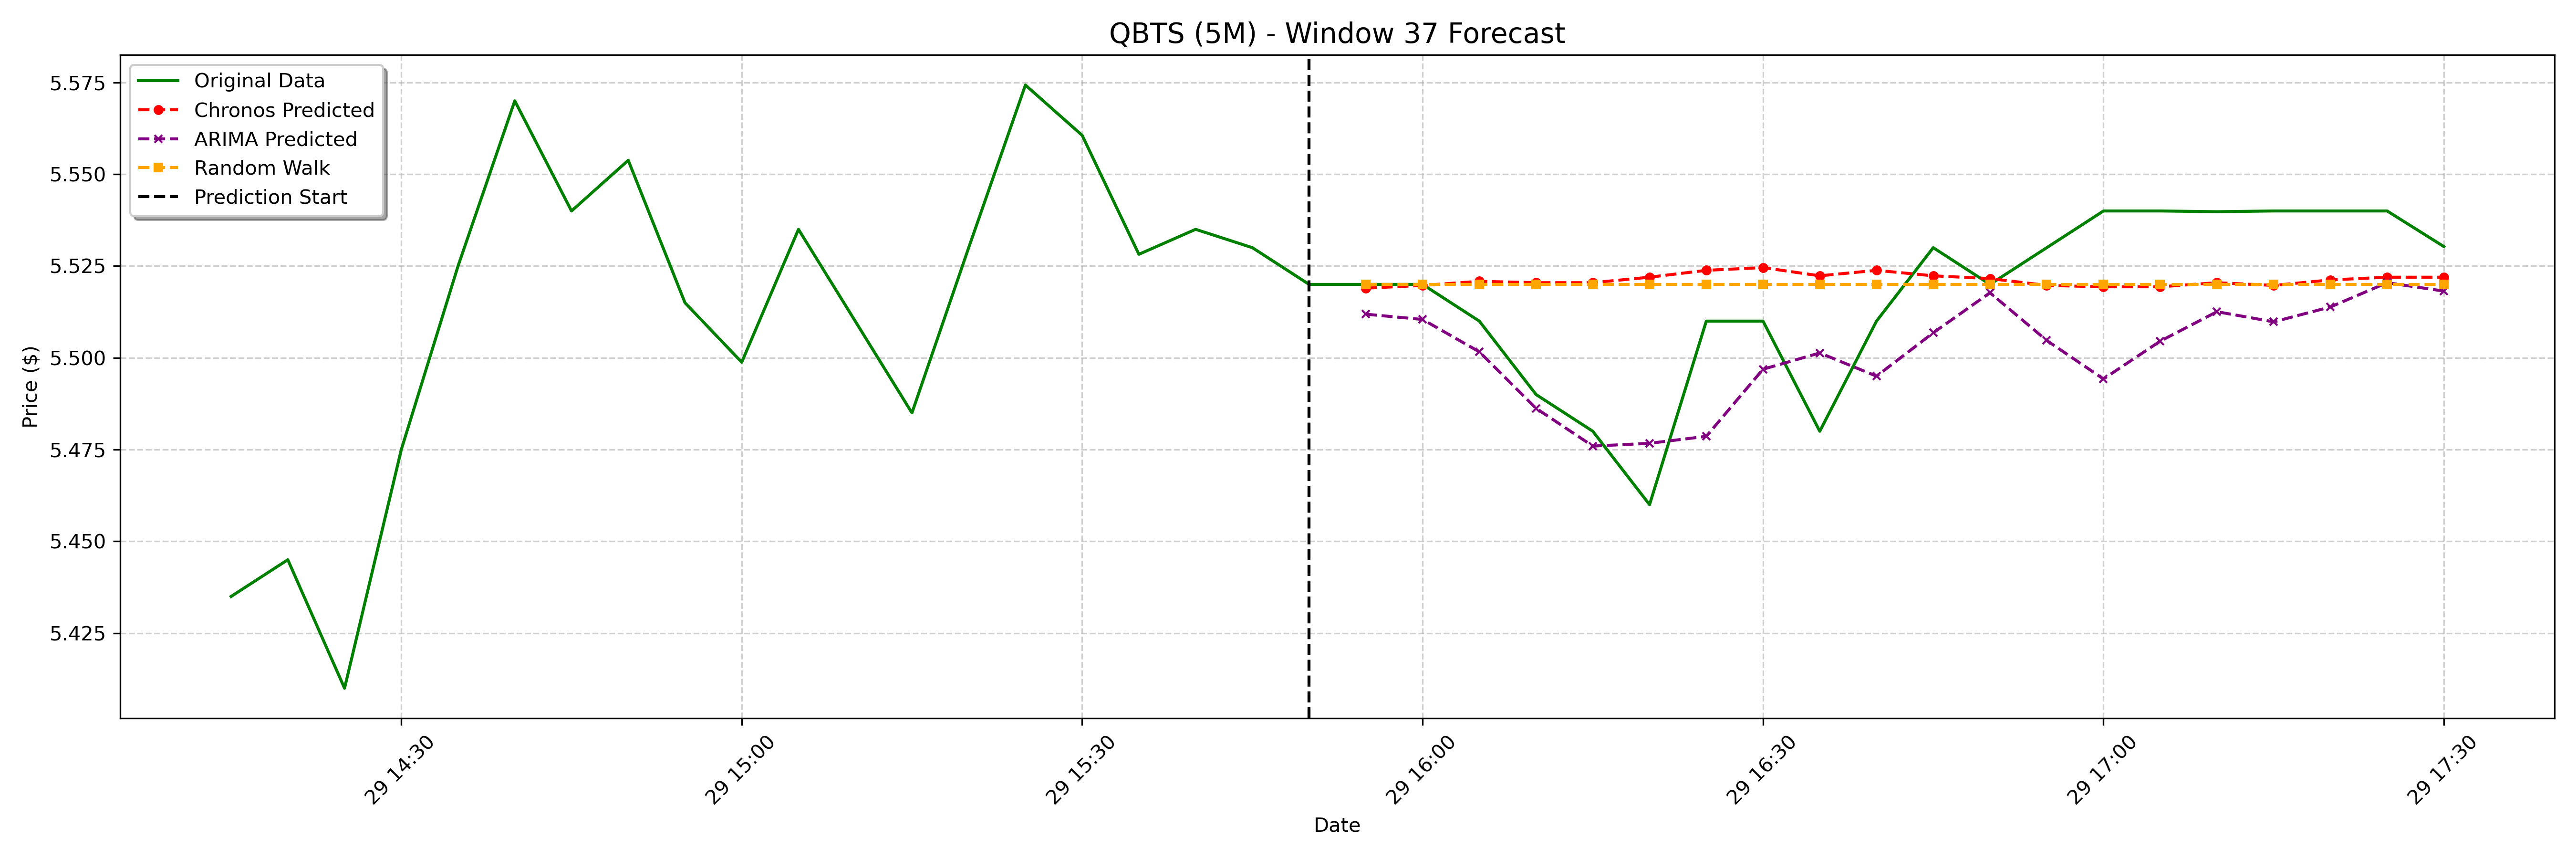 QBTS (5M) - Window 37 Forecast
Original Data
Chronos Predicted
ARIMA Predicted
Random Walk
Prediction Start
Price ($)
5.575
5.550
5.525
5.500
5.475
5.450
5.425
29 14:30
29 15:00
29 15:30
29 16:00
29 16:30
29 17:00
29 17:30
Date